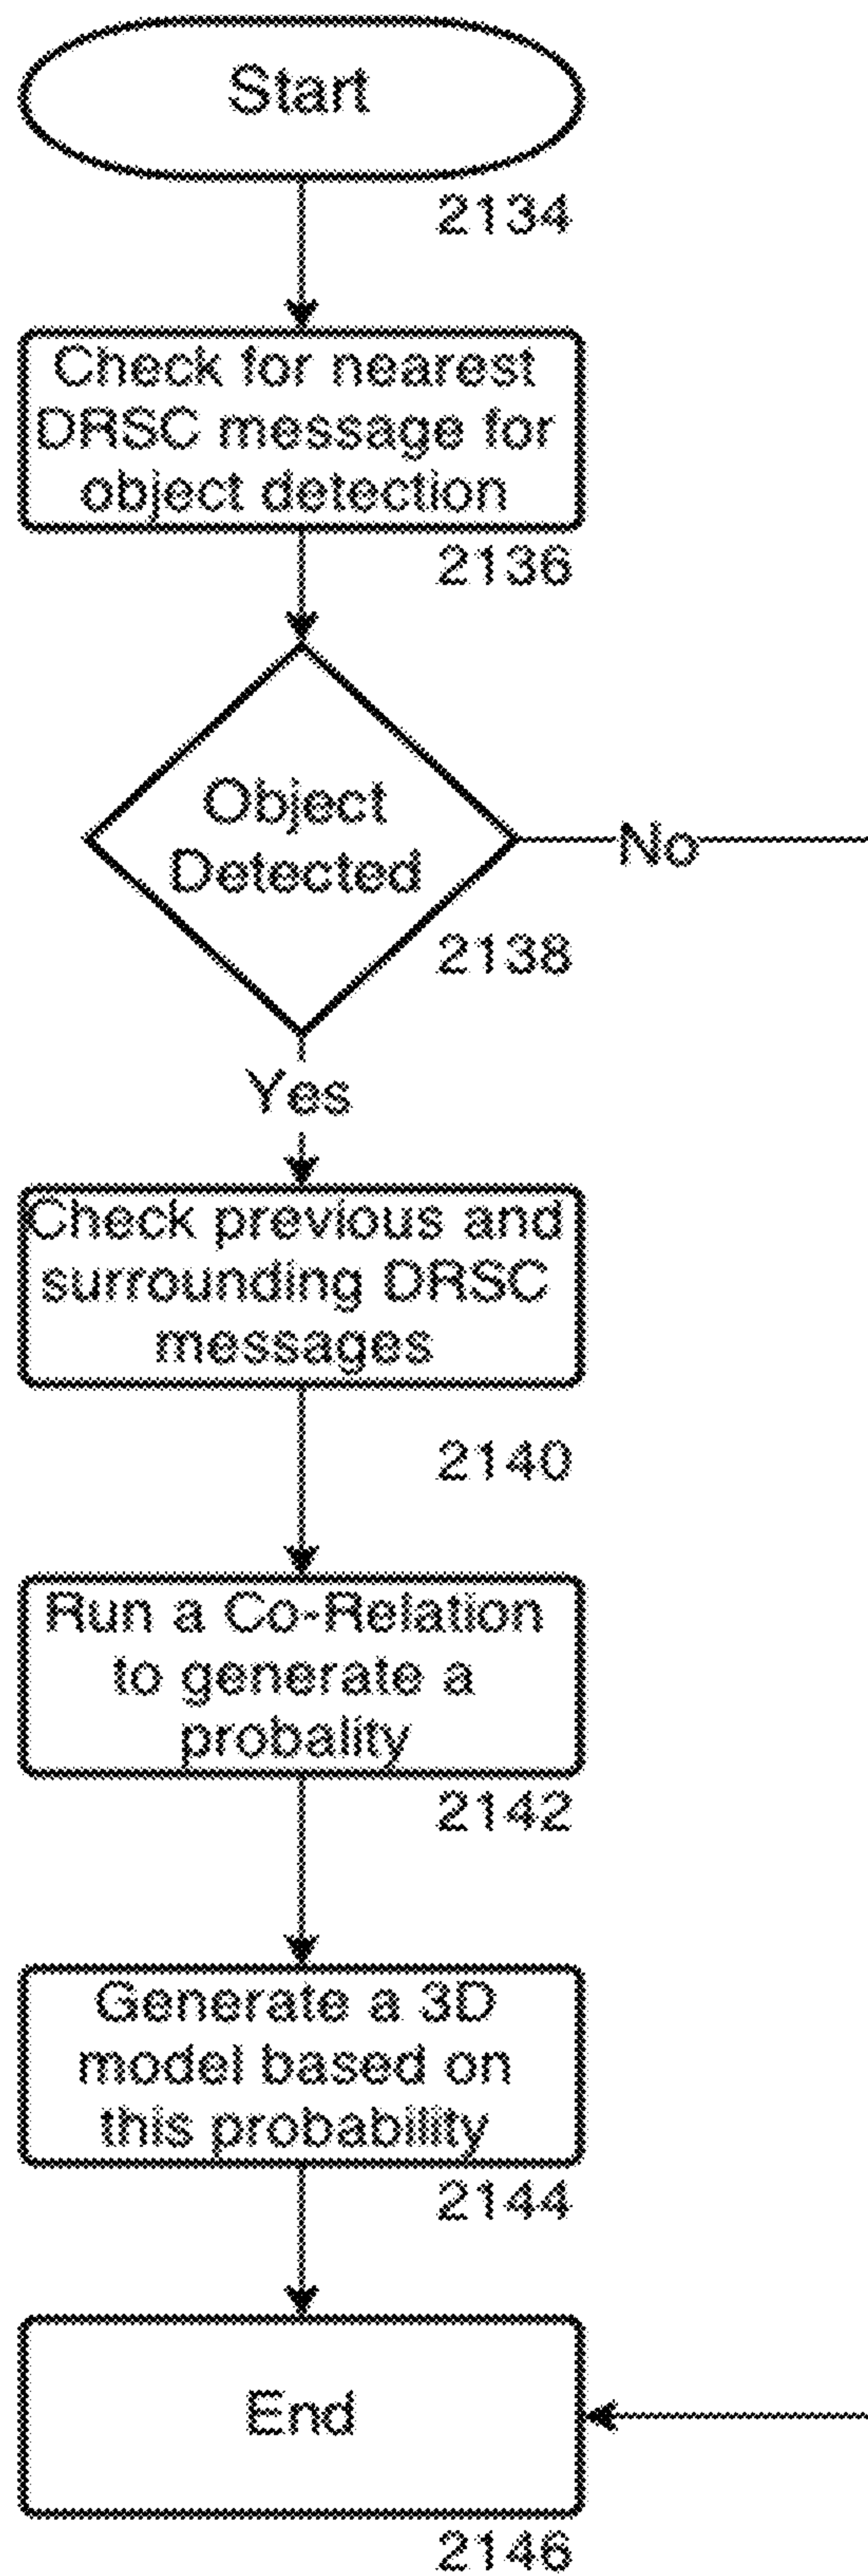 Start
2134
Check for nearest
DRSC message for
object detection
2136
Object
Detected
No
2138
Yes
Check previous and
surrounding DRSC
messages
2140
Run a Co-Relation
to generate a
probality
2142
Generate a 3D
model based on
this probability
2144
End
2146